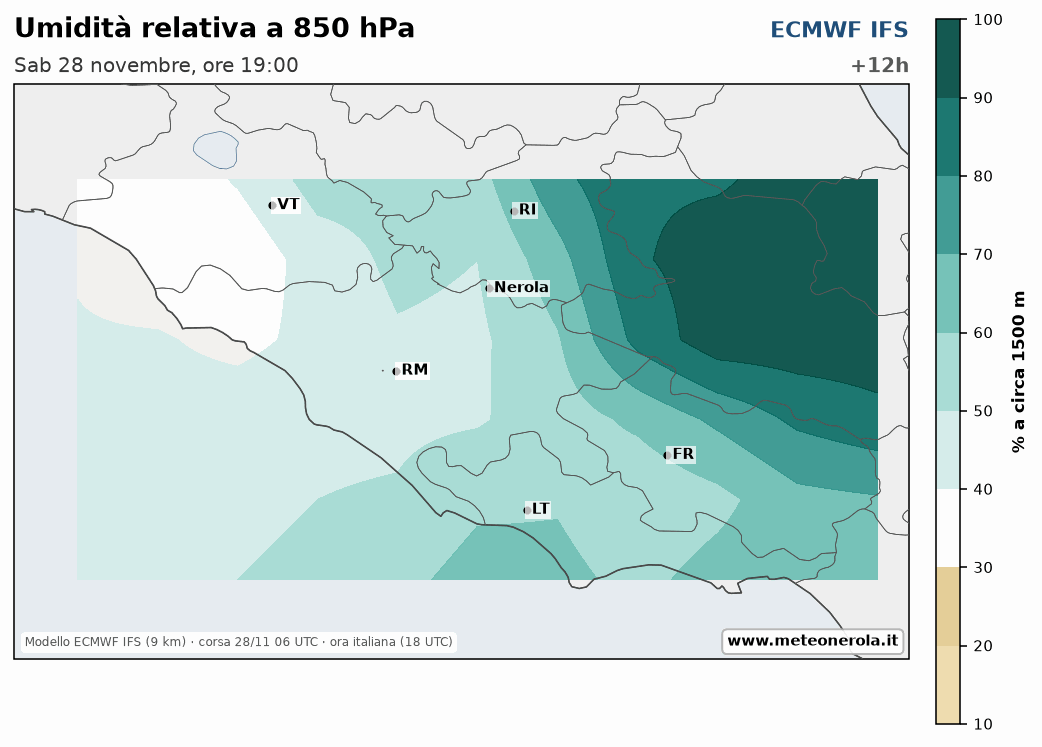 Umidità relativa a 850 hPa
ECMWF IFS
Sab 28 novembre, ore 19:00
+12h
VT
RI
Nerola
RM
FR
LT
100
90
80
70
60
50
40
30
20
10
% a circa 1500 m
Modello ECMWF IFS (9 km) · corsa 28/11 06 UTC · ora italiana (18 UTC)
www.meteonerola.it